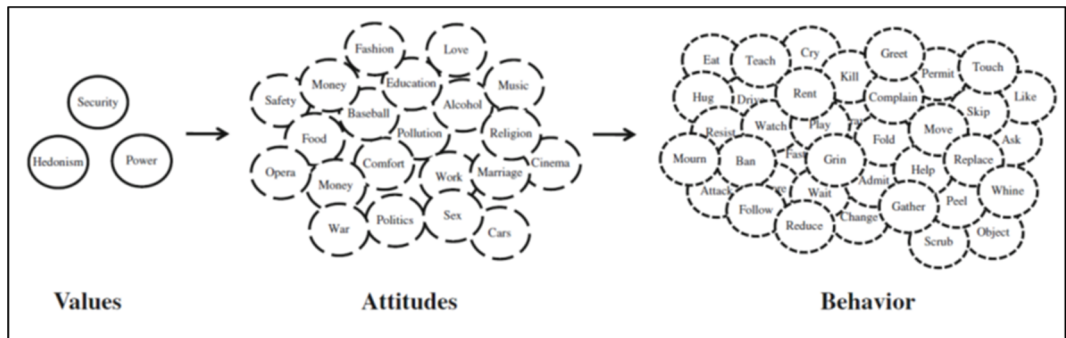 Security
Hedonism
Power
Values
Fashion
Love
Money
Education
Music
Safety
Baseball
Alcohol
Food
Pollution
Religion
Opera
Comfort
Work
Marriage
Cinema
Money
War
Politics
Sex
Cars
Attitudes
Eat
Teach
Cry
Kill
Greet
Permit
Touch
Hug
Rent
Complain
Skip
Like
Resist
Watch
Play
Fold
Move
Ask
Mourn
Ban
Grin
Help
Replace
Attack
Wait
Admit
Gather
Peel
Whine
Follow
Reduce
Change
Scrub
Object
Behavior